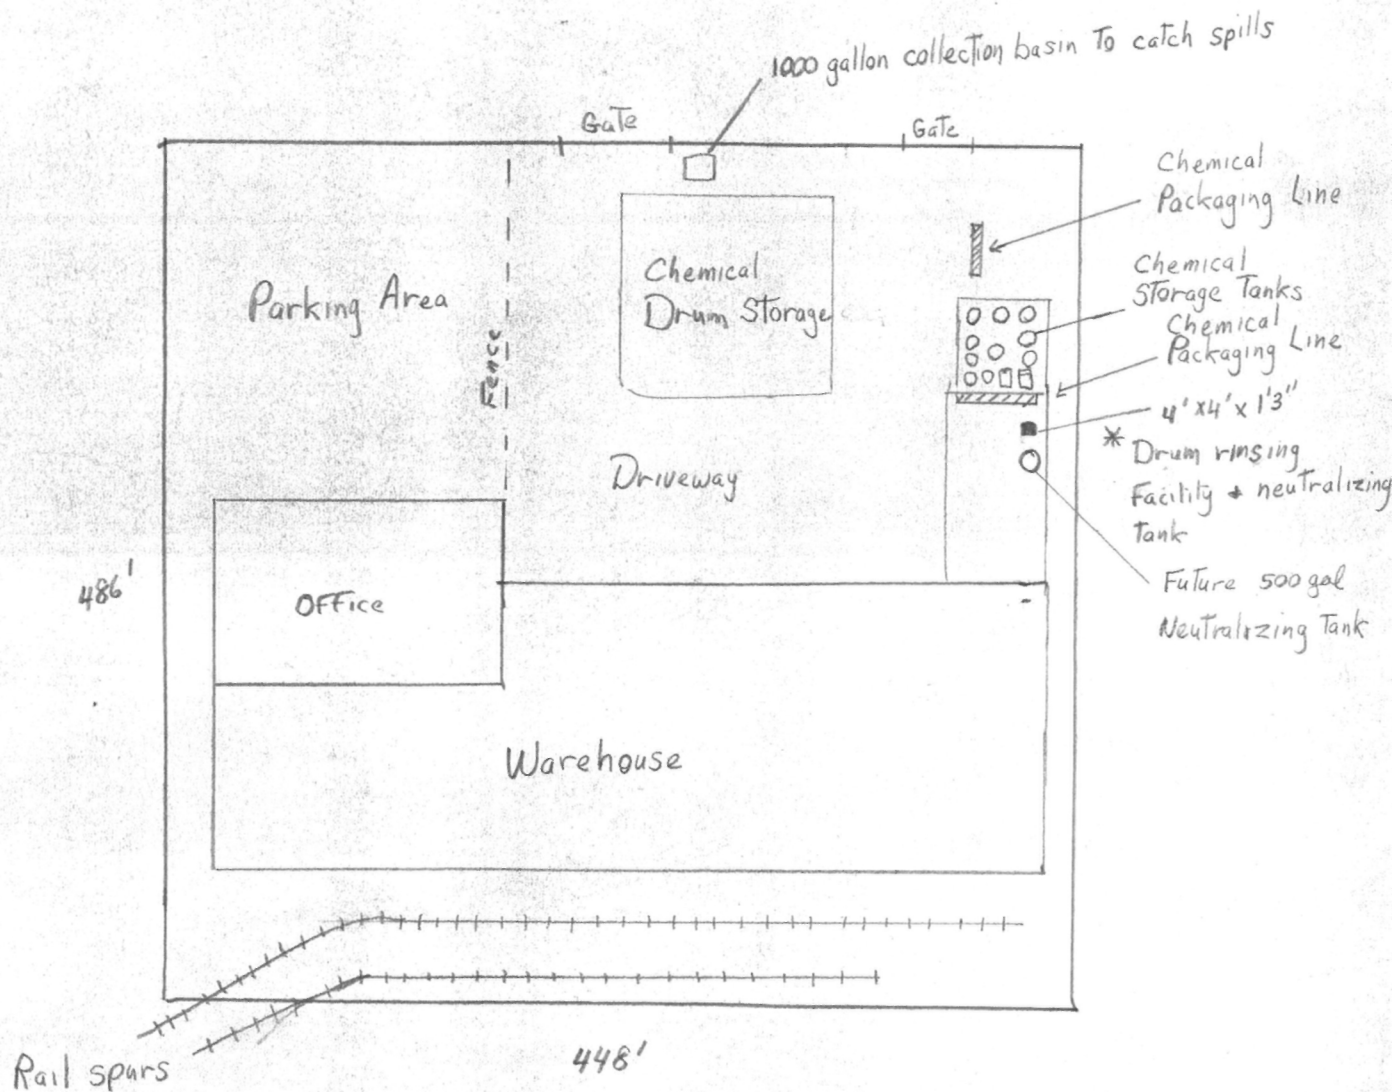 1000 gallon collection basin To catch spills
Gate
Gate
Chemical
Packaging Line
Chemical
Storage Tanks
Chemical
Packaging Line
4' x4' x 1'3"
* Drum rinsing
Facility + neutralizing
Tank
Future 500 gal
Neutralizing Tank
Parking Area
Fence
Chemical
Drum Storage
Driveway
OFFice
486'
Warehouse
448'
Rail spurs